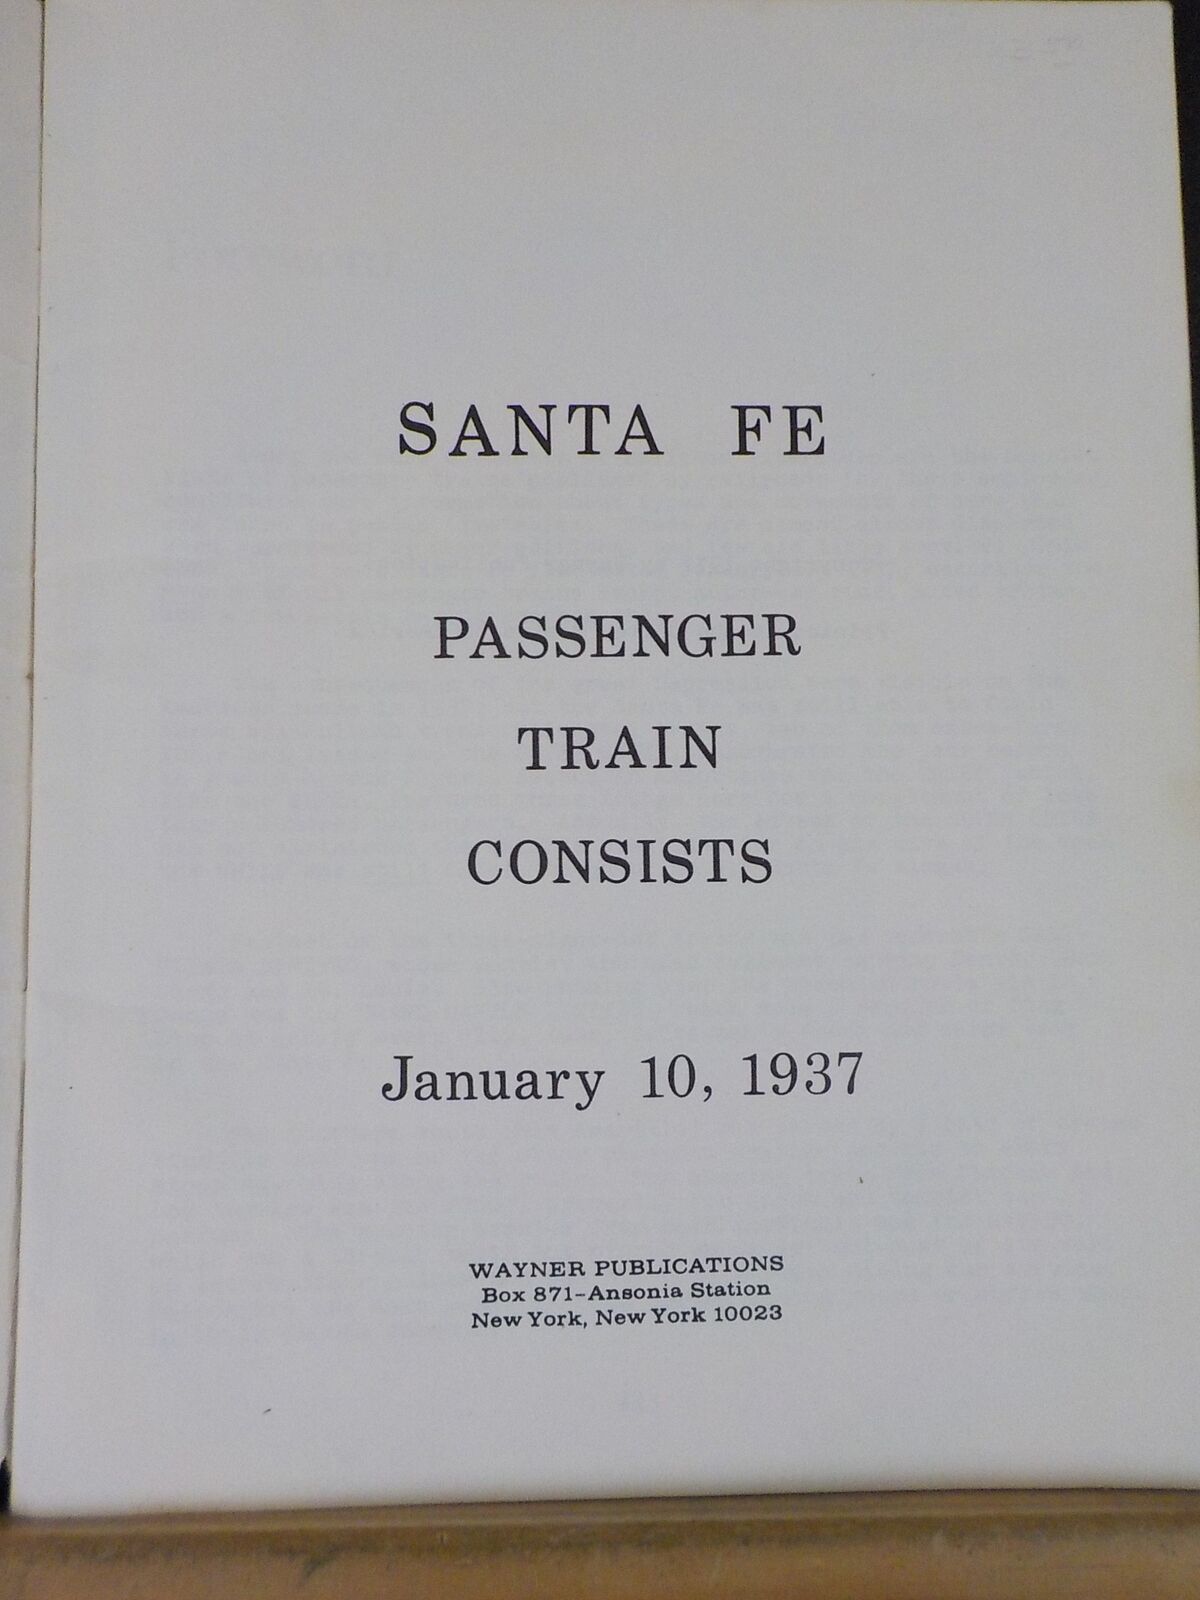 SANTA FE
PASSENGER
TRAIN
CONSISTS
January 10, 1937
WAYNER PUBLICATIONS
Box 871-Ansonia Station
New York, New York 10023